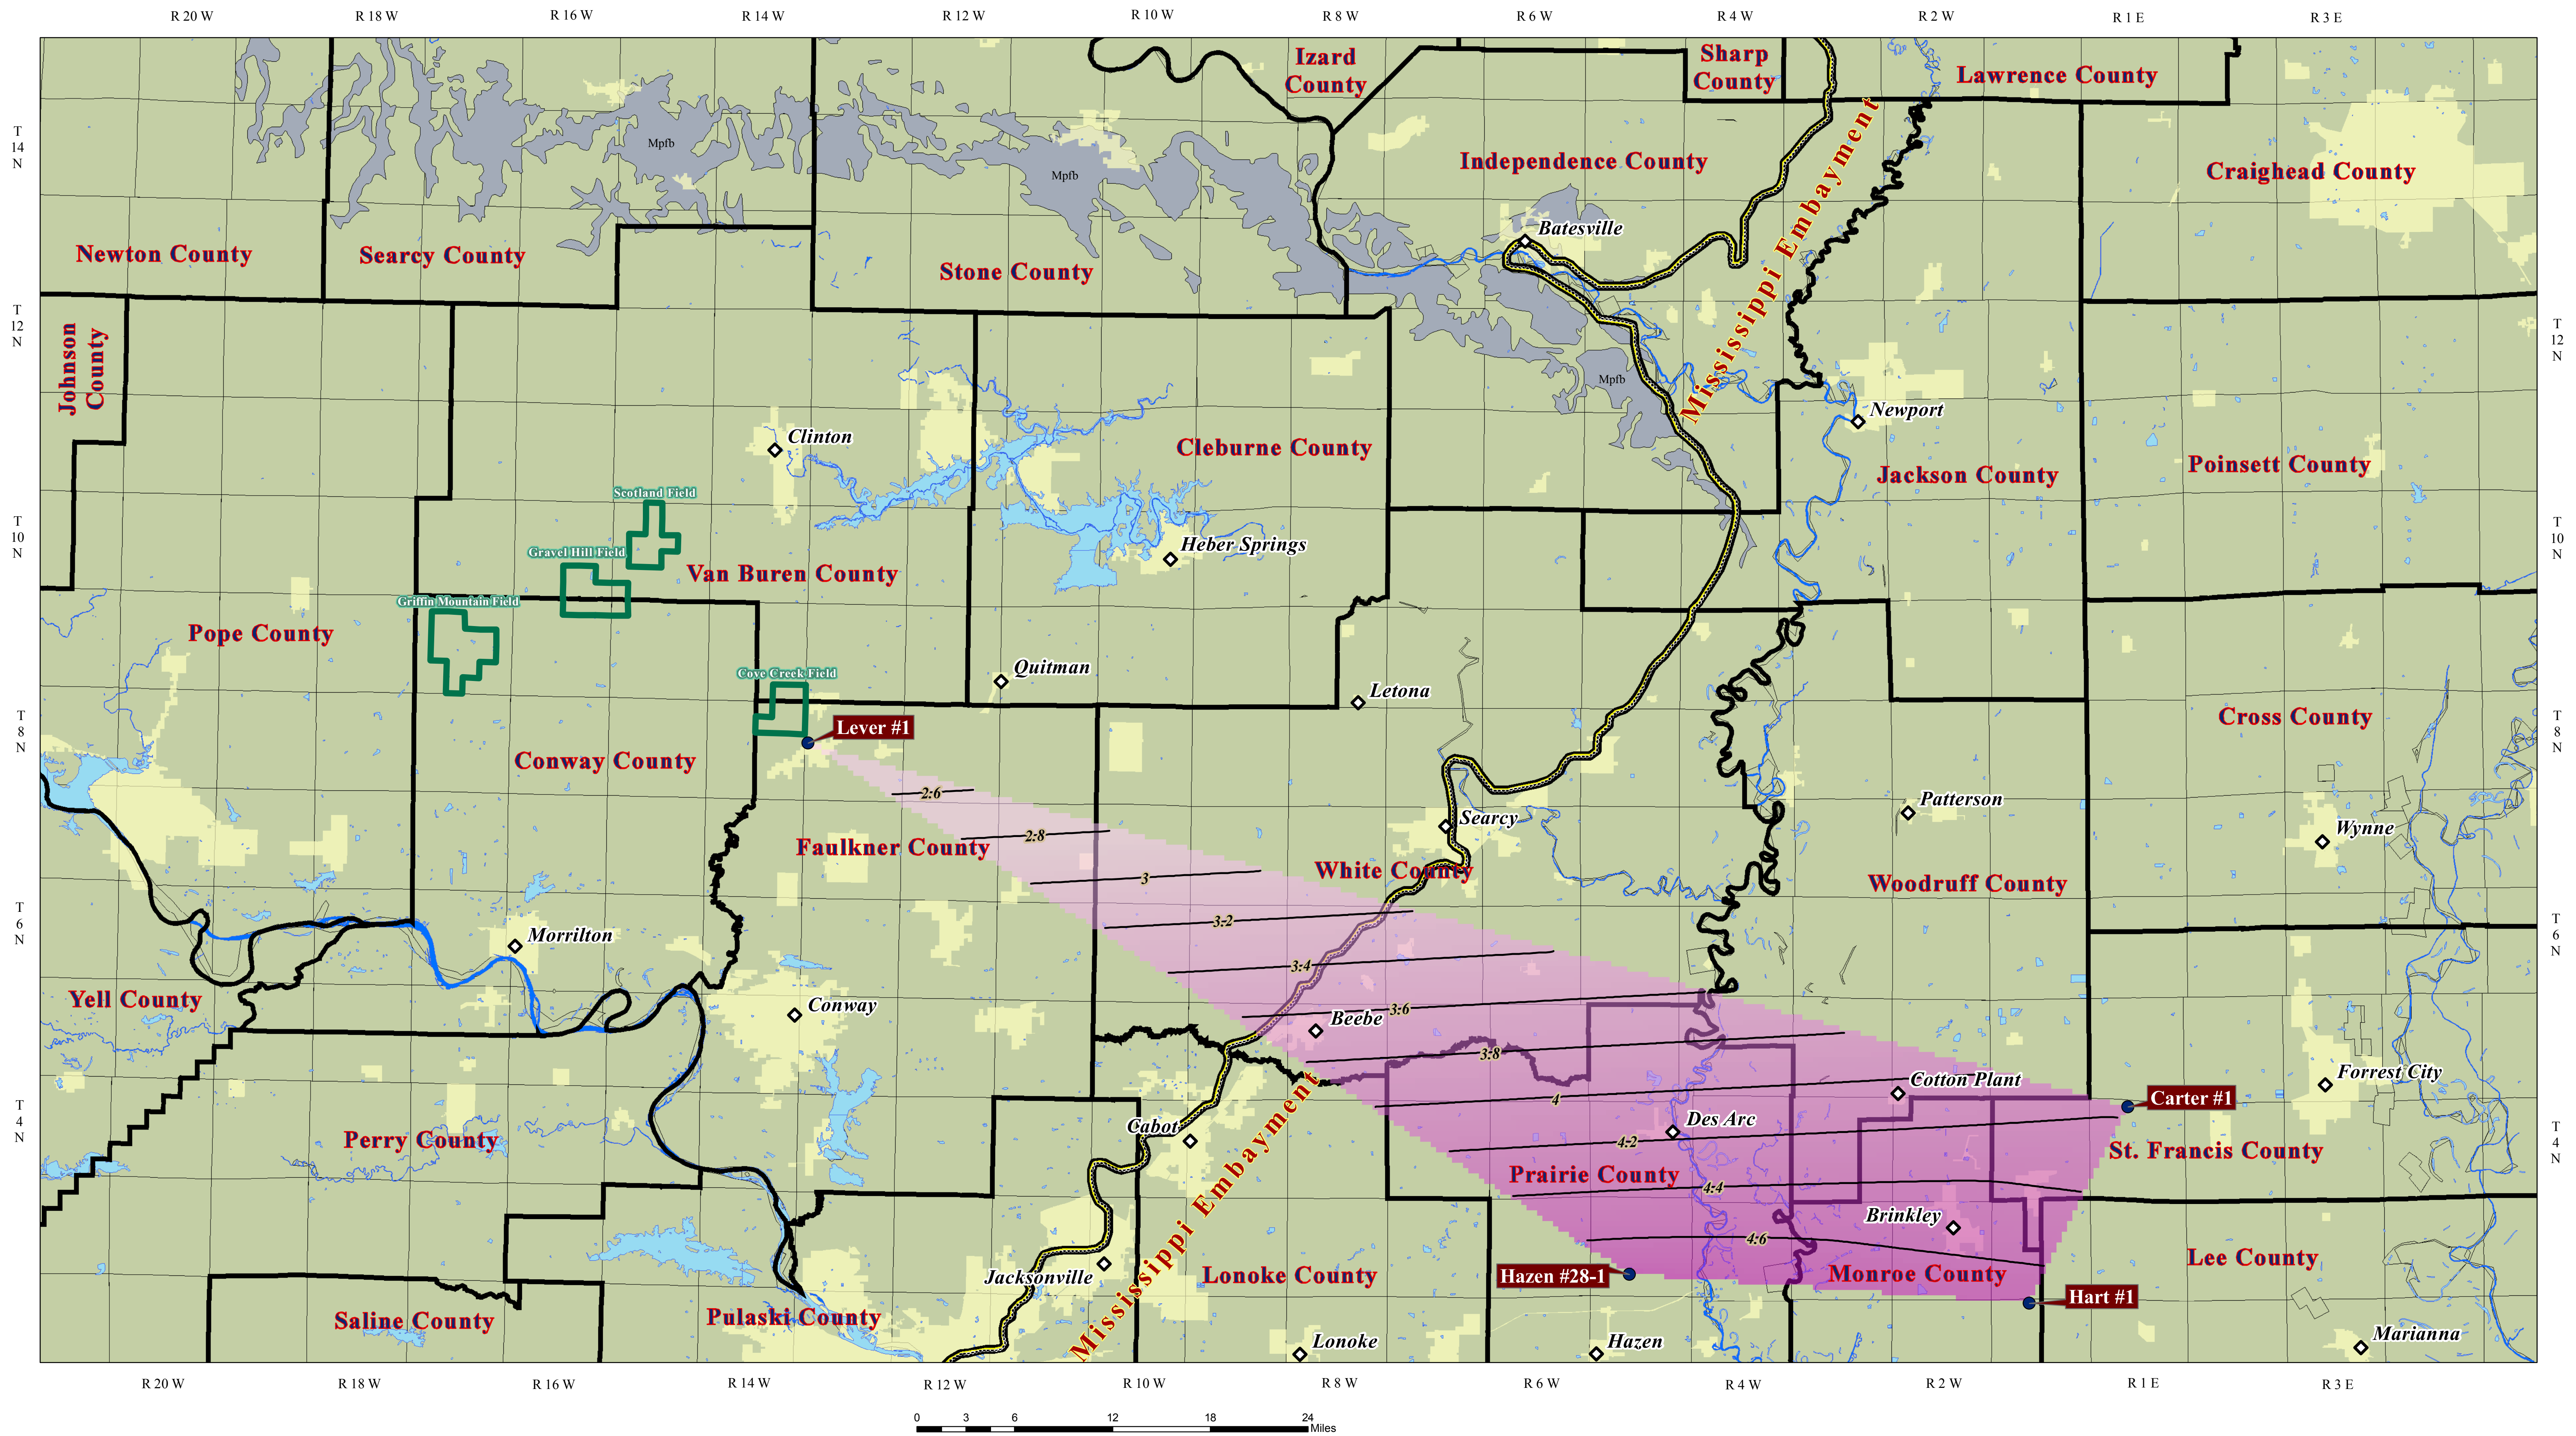 R 20 W R 18 W R 16 W R 14 W R 12 W R 10 W R 8 W R 6 W R 4 W R 2 W R 1 E R 3 E
Izard
County
Sharp
County
Lawrence County
T
14
N
Mpfb
Mpfb
Independence County
Craighead County
Mississippi Embayment
Batesville
Newton County
Searcy County
Stone County
T
12
N
T
12
N
Johnson
County
Mpfb
Newport
Clinton
Cleburne County
Jackson County
Poinsett County
Scotland Field
T
10
N
T
10
N
Gravel Hill Field
Heber Springs
Van Buren County
Griffin Mountain Field
Pope County
Quitman
Cove Creek Field
Letona
T
8
N
T
8
N
Lever #1
Cross County
Conway County
2.6
Patterson
Searcy
Wynne
2.8
Faulkner County
White County
3
Woodruff County
T
6
N
T
6
N
3.2
Morrilton
3.4
Yell County
Conway
3.6
Beebe
3.8
Forrest City
Cotton Plant
4
Carter #1
T
4
N
T
4
N
Des Arc
Cabot
Perry County
4.2
St. Francis County
Prairie County
4.4
Mississippi Embayment
Brinkley
4.6
Lee County
Jacksonville
Lonoke County
Hazen #28-1
Monroe County
Hart #1
Saline County
Pulaski County
Lonoke
Hazen
Marianna
R 20 W R 18 W R 16 W R 14 W R 12 W R 10 W R 8 W R 6 W R 4 W R 2 W R 1 E R 3 E
0 3 6 12 18 24
Miles